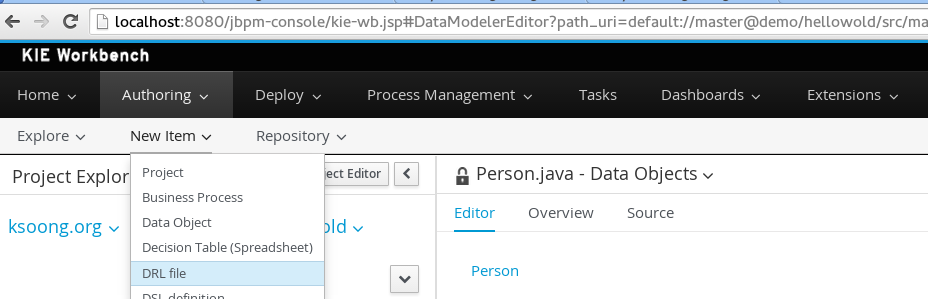 localhost:8080/jbpm-console/kie-wb.jsp#DataModelerEditor?path_uri=default://master@demo/hellowold/src/ma
KIE Workbench
Home Authoring Deploy Process Management Tasks Dashboards Extensions
Explore New Item Repository
Project Explor
ject Editor
Person.java - Data Objects
Project
Business Process
Data Object
Decision Table (Spreadsheet)
DRL file
DSL definition
ksoong.org
old
Editor Overview Source
Person